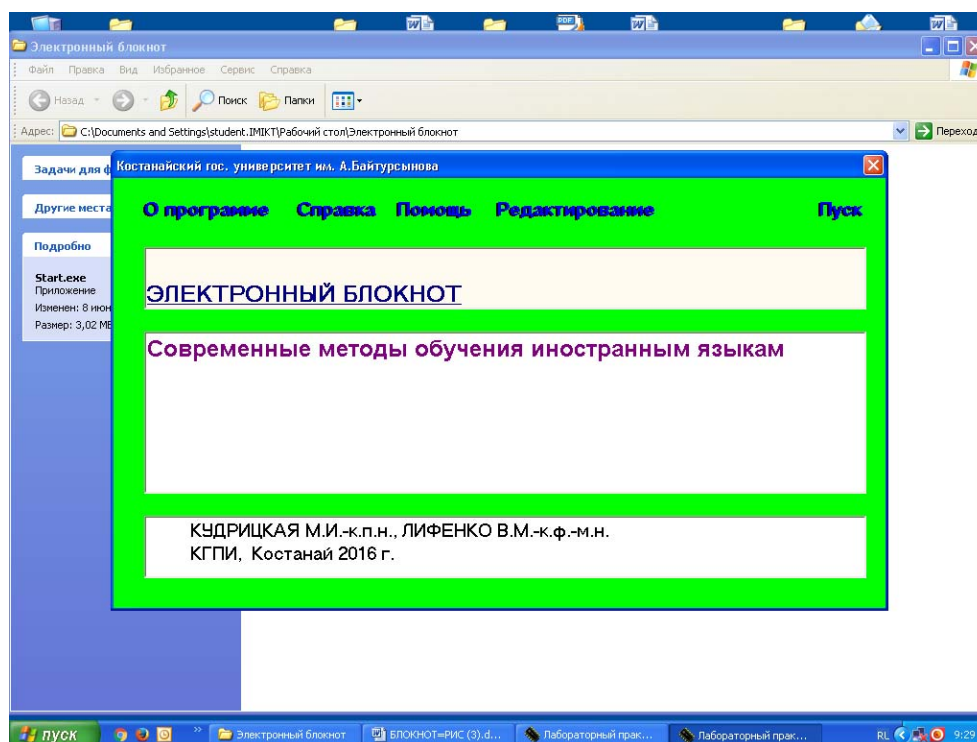 Электронный блокнот
Файл Правка Вид Избранное Сервис Справка
Назад Поиск Папки
Адрес: C:\Documents and Settings\student.IMIKT\Рабочий стол\Электронный блокнот Переход
Задачи для ф
Другие места
Подробно
Start.exe
Приложение
Изменен: 8 июн
Размер: 3,02 МБ
Костанайский гос. университет им. А.Байтурсынова
О программе Справка Помощь Редактирование Пуск
ЭЛЕКТРОННЫЙ БЛОКНОТ
Современные методы обучения иностранным языкам
КУДРИЦКАЯ М.И.-к.п.н., ЛИФЕНКО В.М.-к.ф.-м.н.
КГПИ, Костанай 2016 г.
пуск Электронный блокнот БЛОКНОТ=РИС (3).d... Лабораторный прак... Лабораторный прак... RL 9:29